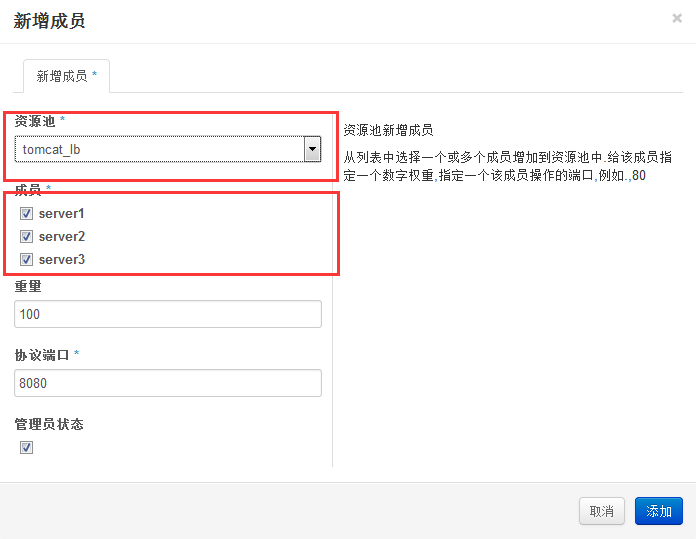 新增成员
×
新增成员 *
资源池 *
tomcat_lb
成员 *
server1
server2
server3
重量
100
协议端口 *
8080
管理员状态
资源池新增成员
从列表中选择一个或多个成员增加到资源池中.给该成员指
定一个数字权重,指定一个该成员操作的端口,例如.,80
取消
添加